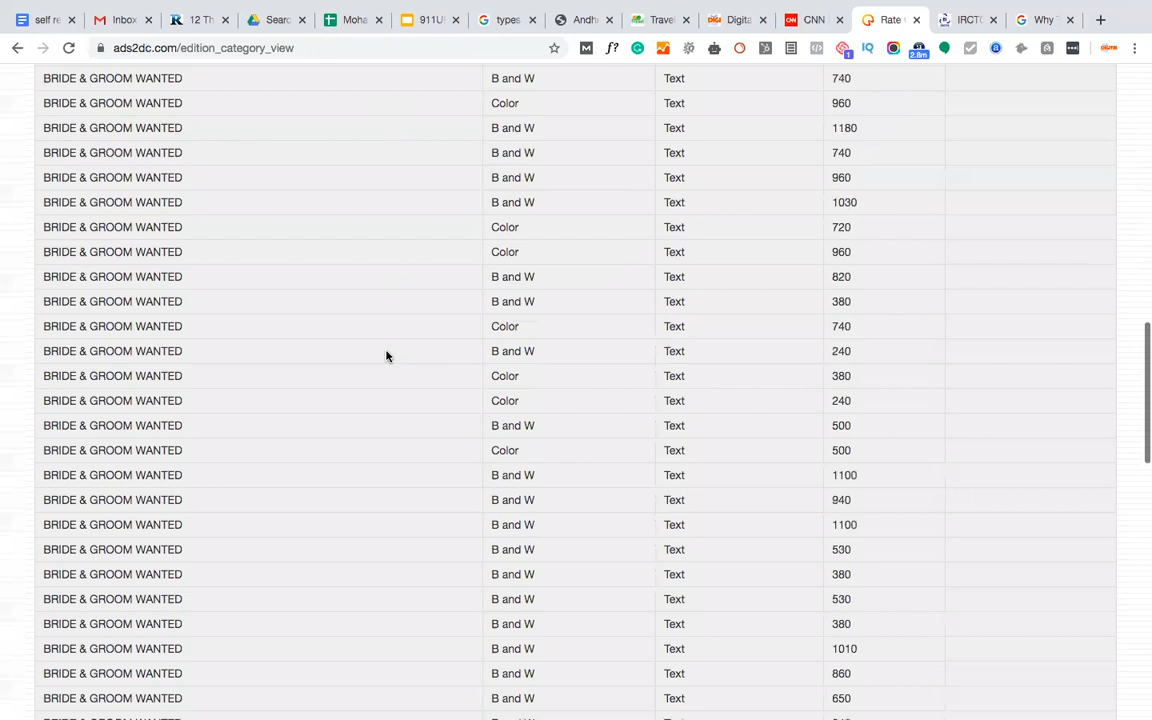 self re
Inbox
12 Th
Searc
Moha
911U
types
Andh
Travel
Digita
CNN
Rate
IRCTC
Why
ads2dc.com/edition_category_view
1
2.8m
BRIDE & GROOM WANTED B and W Text 740
BRIDE & GROOM WANTED Color Text 960
BRIDE & GROOM WANTED B and W Text 1180
BRIDE & GROOM WANTED B and W Text 740
BRIDE & GROOM WANTED B and W Text 960
BRIDE & GROOM WANTED B and W Text 1030
BRIDE & GROOM WANTED Color Text 720
BRIDE & GROOM WANTED Color Text 960
BRIDE & GROOM WANTED B and W Text 820
BRIDE & GROOM WANTED B and W Text 380
BRIDE & GROOM WANTED Color Text 740
BRIDE & GROOM WANTED B and W Text 240
BRIDE & GROOM WANTED Color Text 380
BRIDE & GROOM WANTED Color Text 240
BRIDE & GROOM WANTED B and W Text 500
BRIDE & GROOM WANTED Color Text 500
BRIDE & GROOM WANTED B and W Text 1100
BRIDE & GROOM WANTED B and W Text 940
BRIDE & GROOM WANTED B and W Text 1100
BRIDE & GROOM WANTED B and W Text 530
BRIDE & GROOM WANTED B and W Text 380
BRIDE & GROOM WANTED B and W Text 530
BRIDE & GROOM WANTED B and W Text 380
BRIDE & GROOM WANTED B and W Text 1010
BRIDE & GROOM WANTED B and W Text 860
BRIDE & GROOM WANTED B and W Text 650